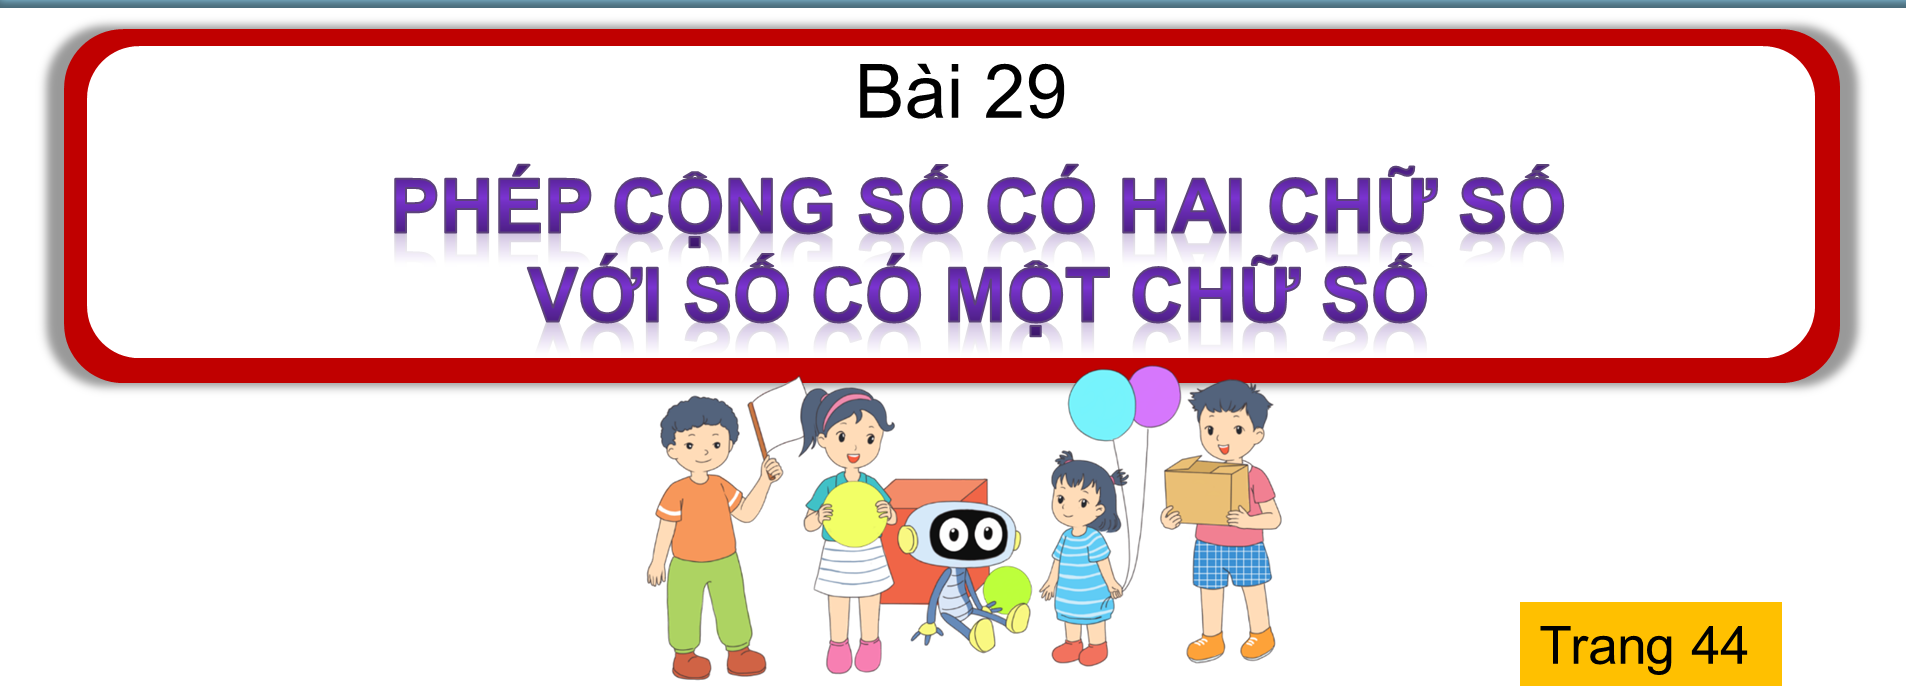 Bài 29
PHÉP CỘNG SỐ CÓ HAI CHỮ SỐ
VỚI SỐ CÓ MỘT CHỮ SỐ
Trang 44